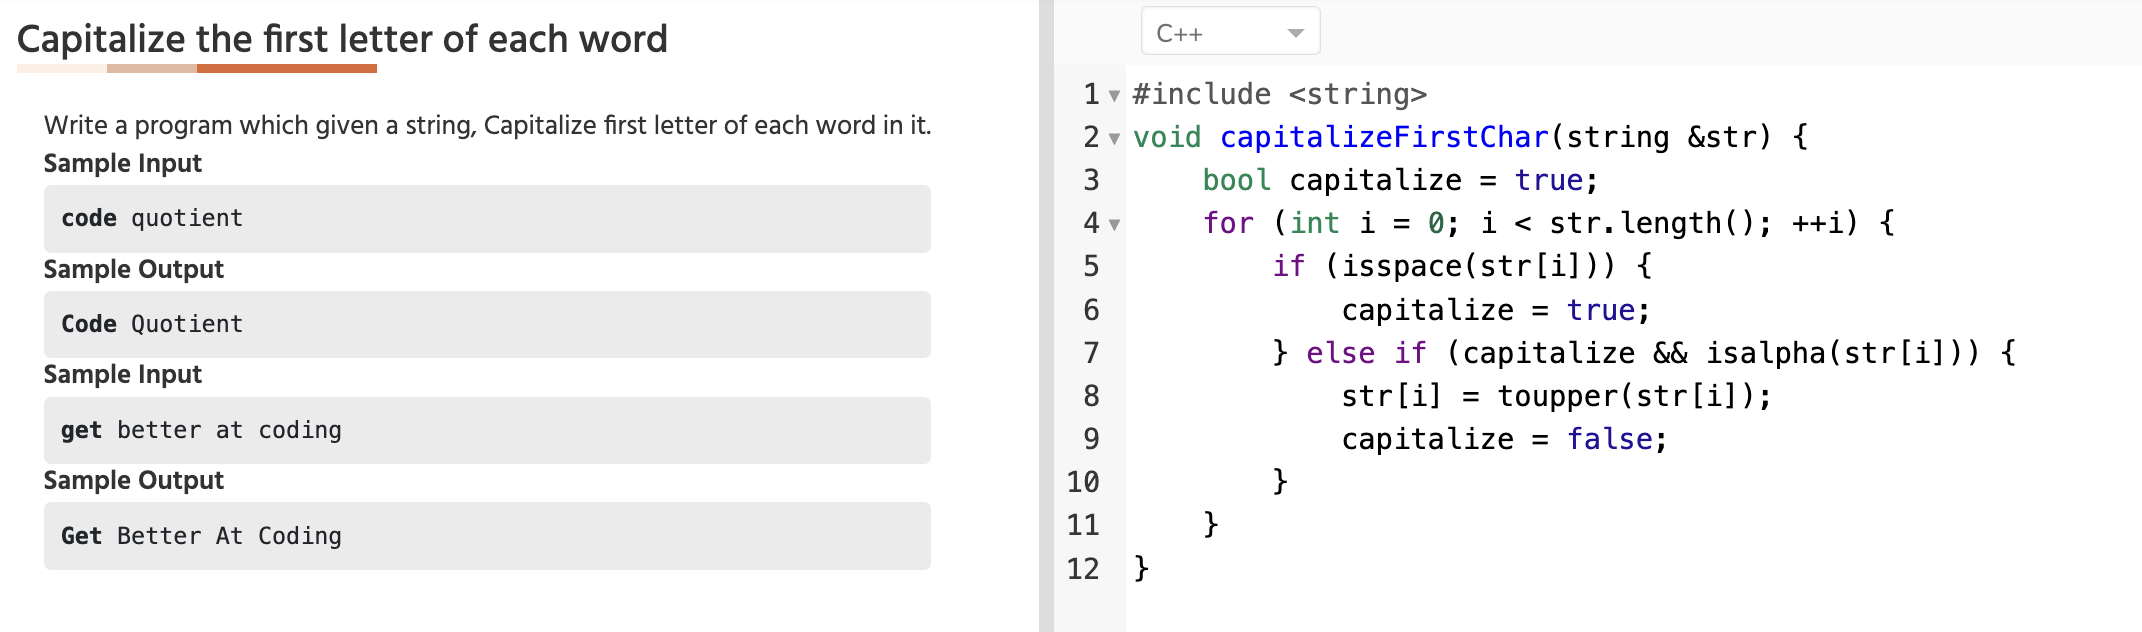 Capitalize the first letter of each word
Write a program which given a string, Capitalize first letter of each word in it.
Sample Input
code quotient
Sample Output
Code Quotient
Sample Input
get better at coding
Sample Output
Get Better At Coding
C++
1 #include <string>
2 void capitalizeFirstChar(string &str) {
3     bool capitalize = true;
4     for (int i = 0; i < str.length(); ++i) {
5         if (isspace(str[i])) {
6             capitalize = true;
7         } else if (capitalize && isalpha(str[i])) {
8             str[i] = toupper(str[i]);
9             capitalize = false;
10         }
11     }
12 }